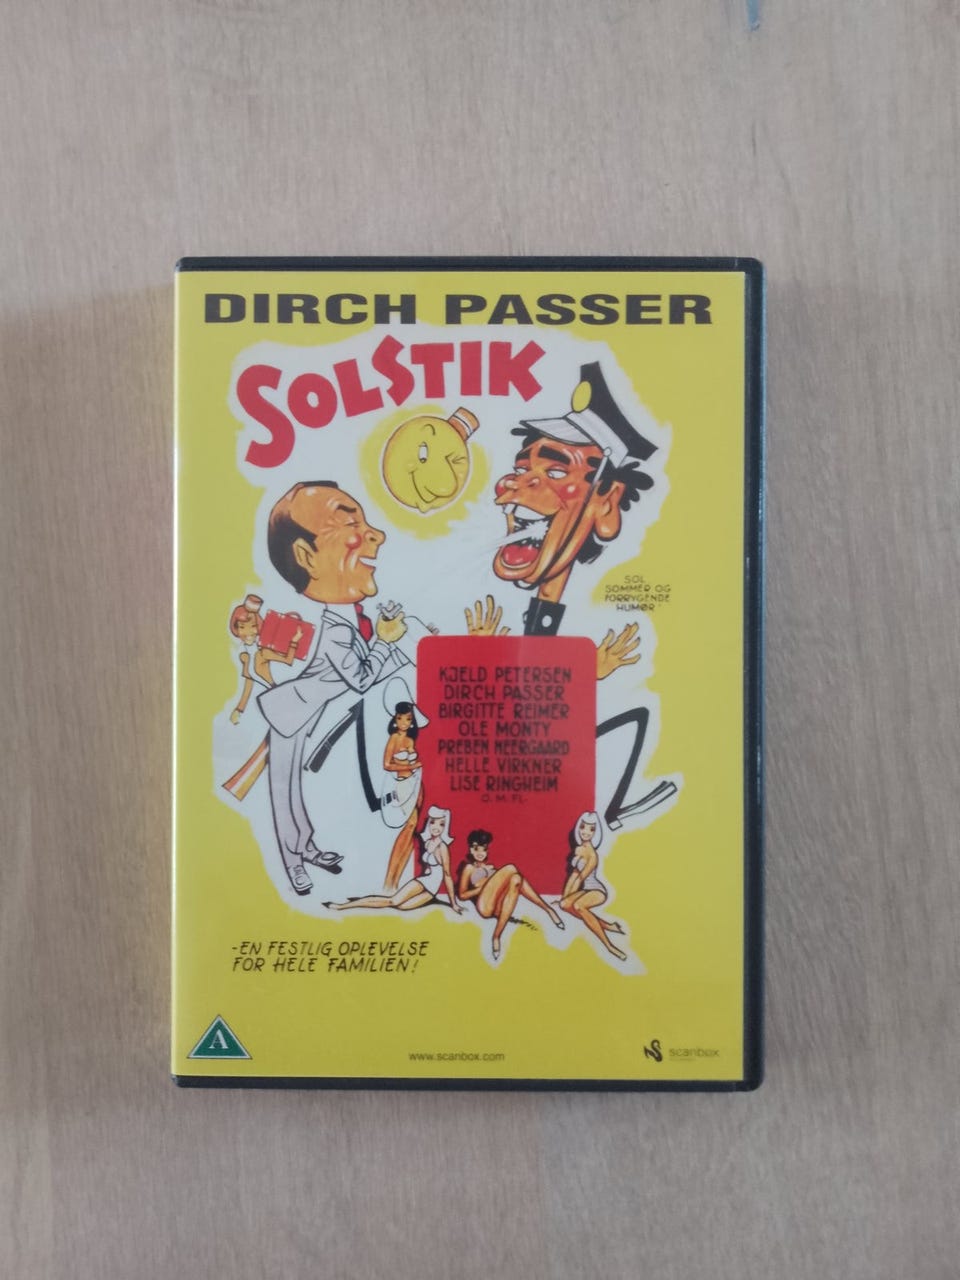 DIRCH PASSER
SOLSTIK
SOL
SOMMER OG
FORRYGENDE
HUMØR
KJELD PETERSEN
DIRCH PASSER
BIRGITTE REIMER
OLE MONTY
PREBEN NEERGAARD
HELLE VIRKNER
LISE RINGHEIM
O.M.FL.
-EN FESTLIG OPLEVELSE
FOR HELE FAMILIEN!
A
www.scanbox.com
scanbox